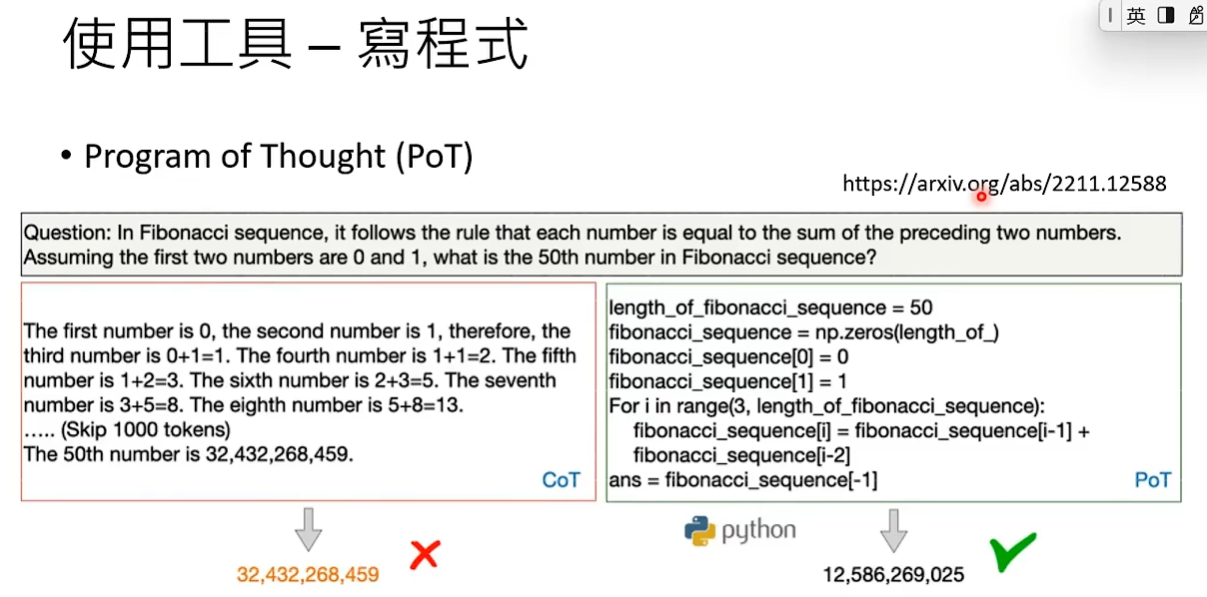 英
使用工具 – 寫程式
• Program of Thought (PoT)
https://arxiv.org/abs/2211.12588
Question: In Fibonacci sequence, it follows the rule that each number is equal to the sum of the preceding two numbers.
Assuming the first two numbers are 0 and 1, what is the 50th number in Fibonacci sequence?
The first number is 0, the second number is 1, therefore, the
third number is 0+1=1. The fourth number is 1+1=2. The fifth
number is 1+2=3. The sixth number is 2+3=5. The seventh
number is 3+5=8. The eighth number is 5+8=13.
..... (Skip 1000 tokens)
The 50th number is 32,432,268,459.
CoT
32,432,268,459
length_of_fibonacci_sequence = 50
fibonacci_sequence = np.zeros(length_of_)
fibonacci_sequence[0] = 0
fibonacci_sequence[1] = 1
For i in range(3, length_of_fibonacci_sequence):
fibonacci_sequence[i] = fibonacci_sequence[i-1] +
fibonacci_sequence[i-2]
ans = fibonacci_sequence[-1]
PoT
python
12,586,269,025